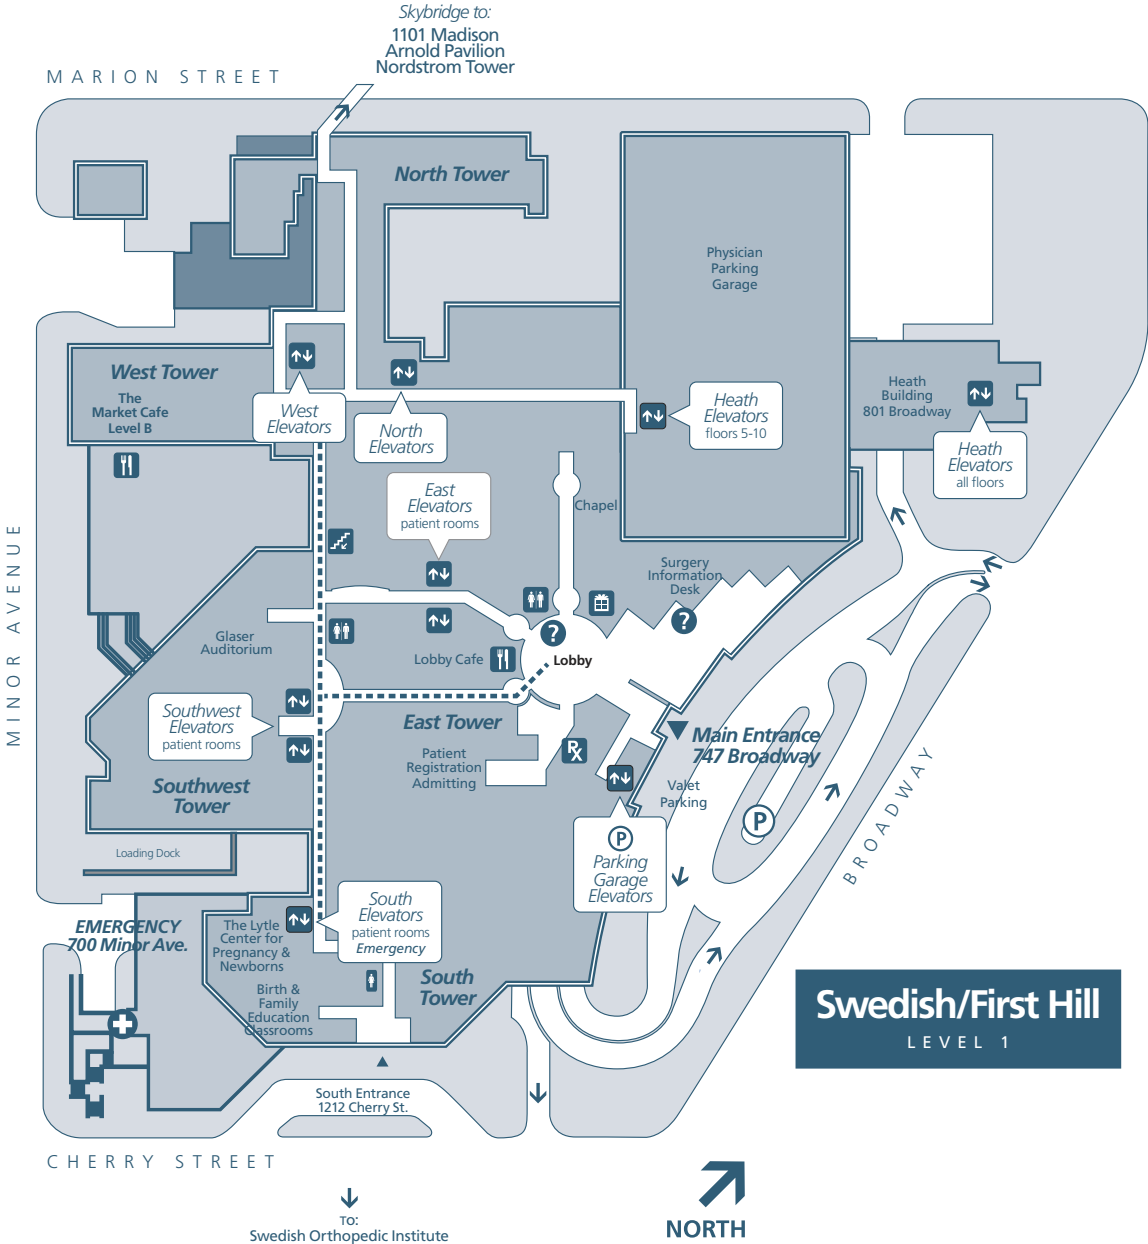 Skybridge to:
1101 Madison
Arnold Pavilion
Nordstrom Tower
MARION STREET
North Tower
Physician
Parking
Garage
West Tower
The
Market Cafe
Level B
West
Elevators
North
Elevators
Heath
Elevators
floors 5-10
Heath
Building
801 Broadway
Heath
Elevators
all floors
East
Elevators
patient rooms
Chapel
Surgery
Information
Desk
?
?
MINOR AVENUE
Glaser
Auditorium
Lobby Cafe
Lobby
Southwest
Elevators
patient rooms
East Tower
Main Entrance
747 Broadway
Patient
Registration
Admitting
RX
Valet
Parking
Southwest
Tower
P
P
Parking
Garage
Elevators
BROADWAY
Loading Dock
South
Elevators
patient rooms
Emergency
EMERGENCY
700 Minor Ave.
The Lytle
Center for
Pregnancy &
Newborns
Birth &
Family
Education
Classrooms
South
Tower
Swedish/First Hill
LEVEL 1
South Entrance
1212 Cherry St.
CHERRY STREET
TO:
Swedish Orthopedic Institute
NORTH